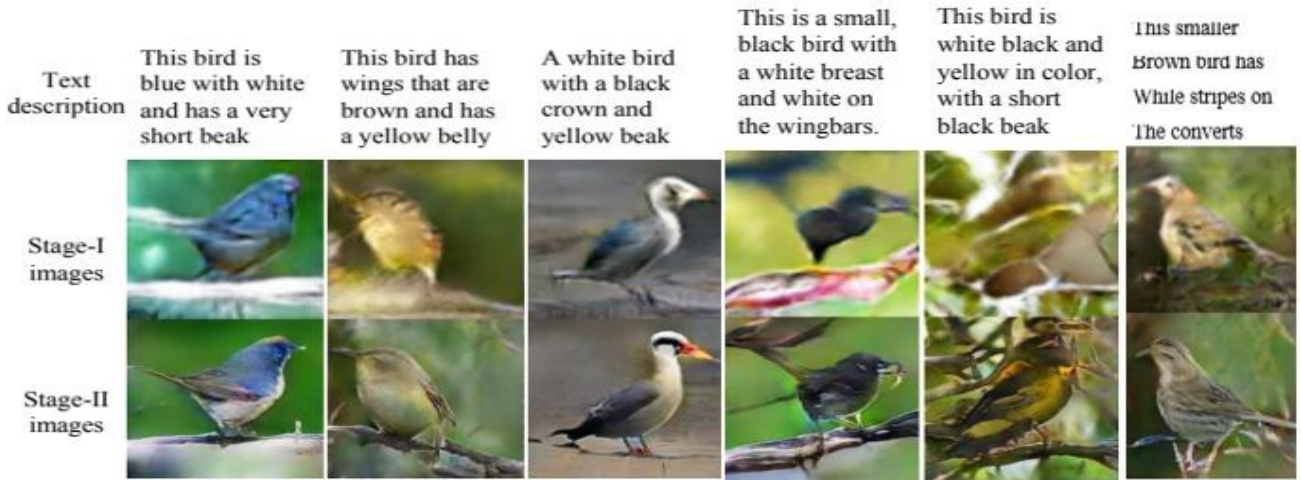 Text
description
This bird is
blue with white
and has a very
short beak
This bird has
wings that are
brown and has
a yellow belly
A white bird
with a black
crown and
yellow beak
This is a small,
black bird with
a white breast
and white on
the wingbars.
This bird is
white black and
yellow in color,
with a short
black beak
This smaller
Brown bird has
While stripes on
The converts
Stage-I
images
Stage-II
images